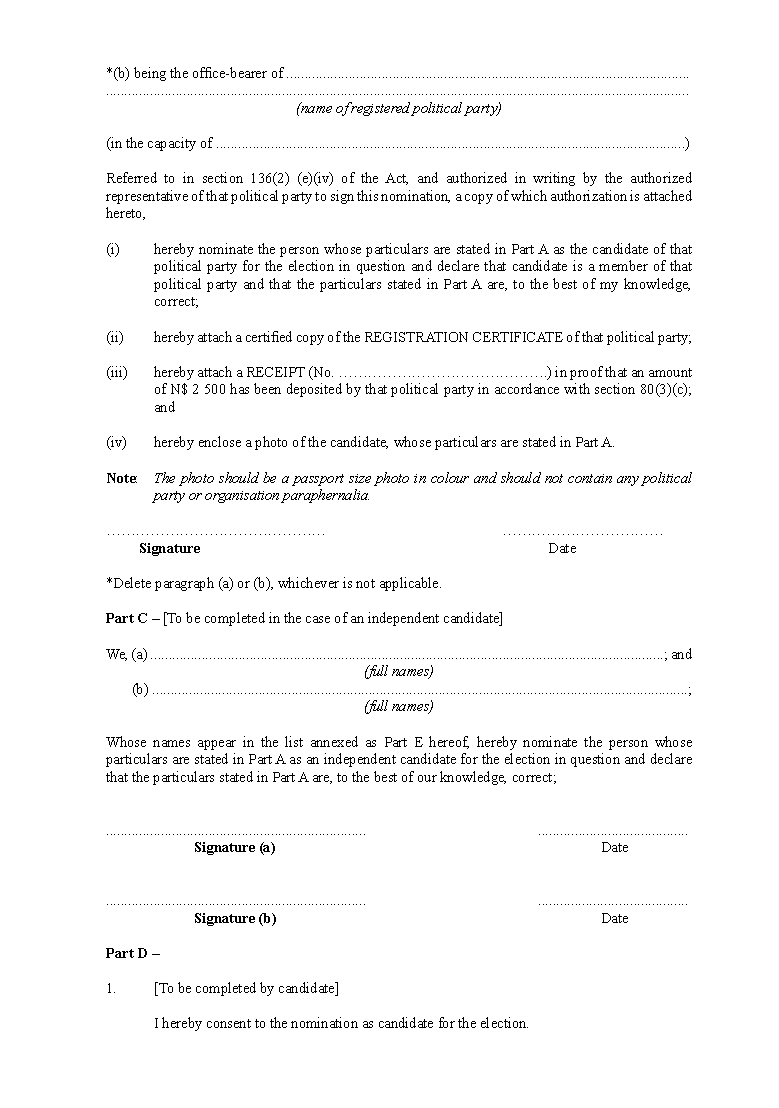 *(b) being the office-bearer of ..............................................................................................................
................................................................................................................................................................
(name of registered political party)
(in the capacity of ................................................................................................................................)
Referred to in section 136(2) (e)(iv) of the Act, and authorized in writing by the authorized
representative of that political party to sign this nomination, a copy of which authorization is attached
hereto,
(i) hereby nominate the person whose particulars are stated in Part A as the candidate of that
political party for the election in question and declare that candidate is a member of that
political party and that the particulars stated in Part A are, to the best of my knowledge,
correct;
(ii) hereby attach a certified copy of the REGISTRATION CERTIFICATE of that political party;
(iii) hereby attach a RECEIPT (No. ……………………………………) in proof that an amount
of N$ 2 500 has been deposited by that political party in accordance with section 80(3)(c);
and
(iv) hereby enclose a photo of the candidate, whose particulars are stated in Part A.
Note: The photo should be a passport size photo in colour and should not contain any political
party or organisation paraphernalia.
……………………………………… ……………………………
Signature Date
*Delete paragraph (a) or (b), whichever is not applicable.
Part C – [To be completed in the case of an independent candidate]
We, (a) ............................................................................................................................................; and
(full names)
(b) ..................................................................................................................................................;
(full names)
Whose names appear in the list annexed as Part E hereof, hereby nominate the person whose
particulars are stated in Part A as an independent candidate for the election in question and declare
that the particulars stated in Part A are, to the best of our knowledge, correct;
....................................................................... .........................................
Signature (a) Date
....................................................................... .........................................
Signature (b) Date
Part D –
1. [To be completed by candidate]
I hereby consent to the nomination as candidate for the election.